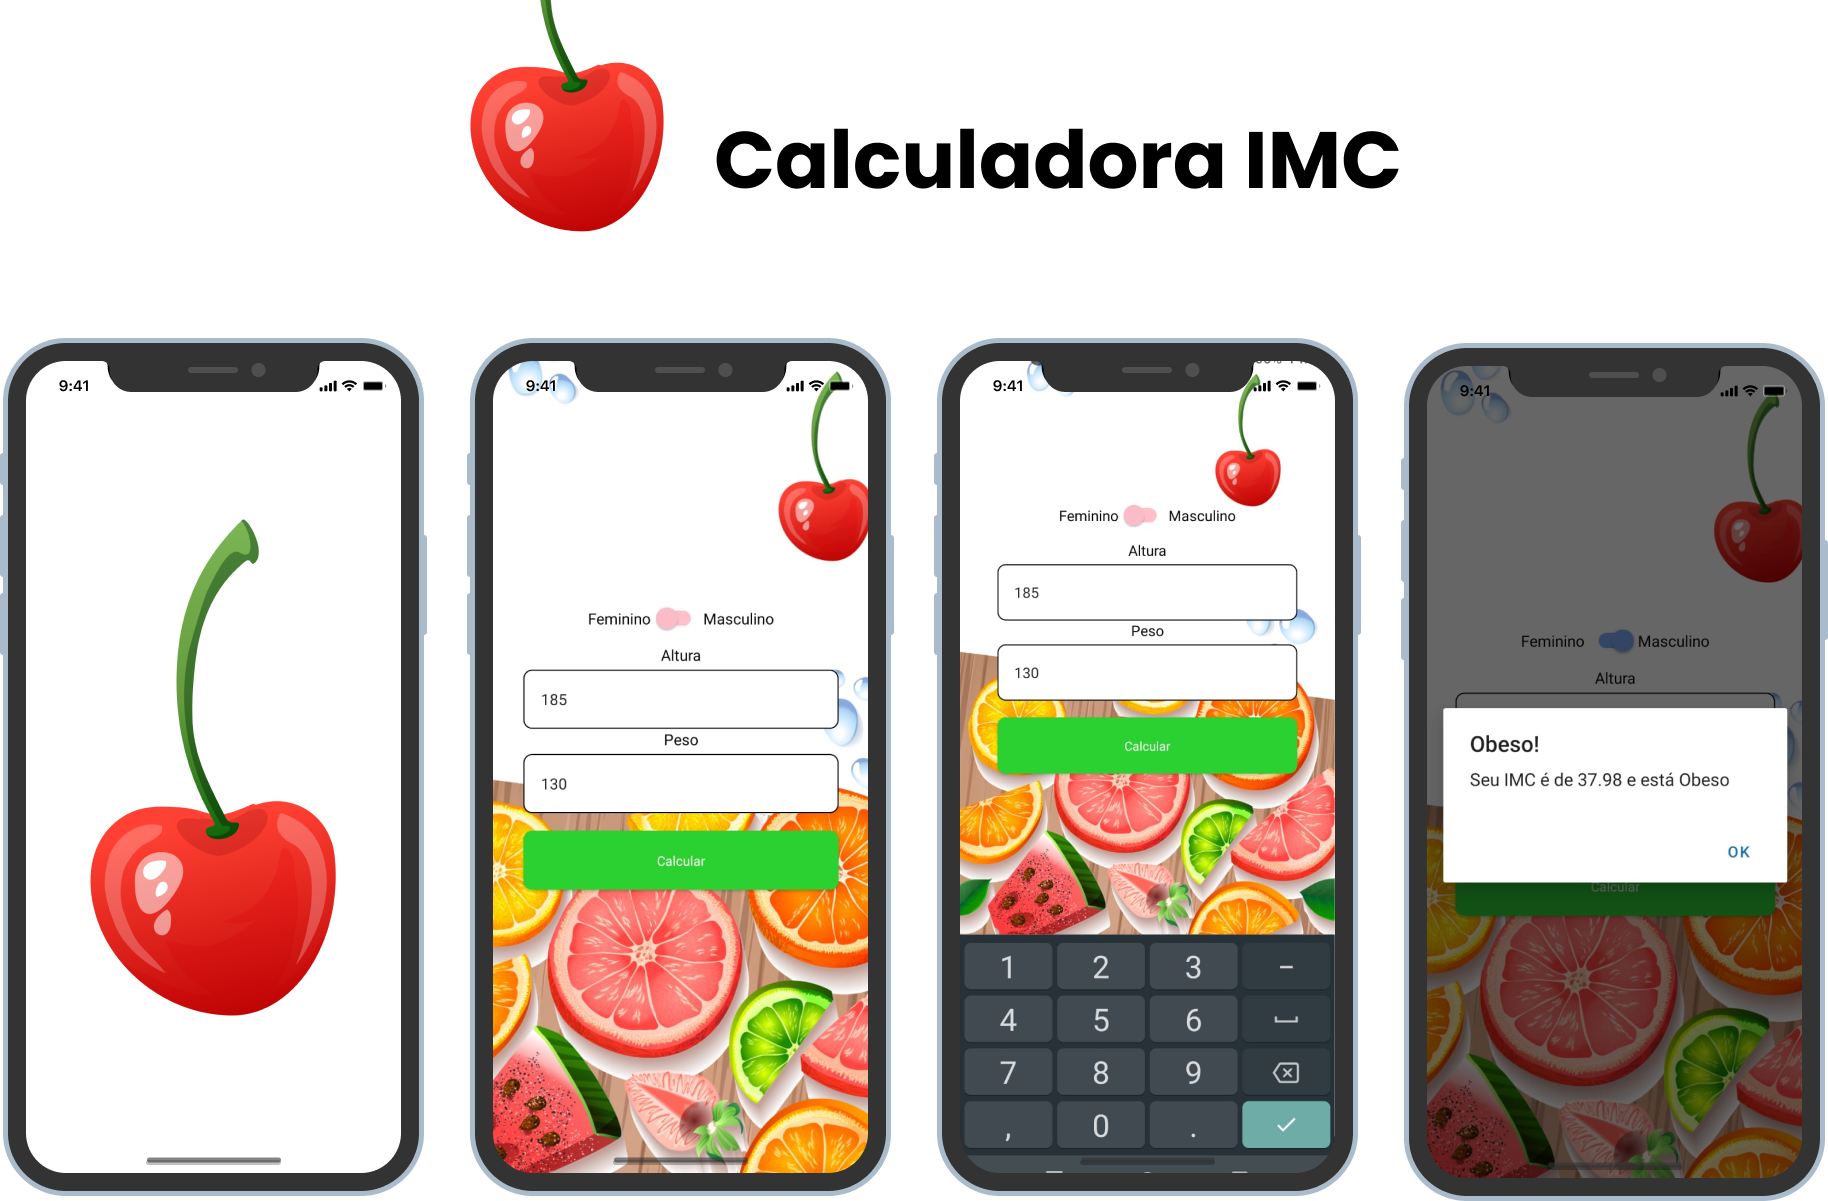 Calculadora IMC
9:41
9:41
Feminino Masculino
Altura
185
Peso
130
Calcular
9:41
Feminino Masculino
Altura
185
Peso
130
Calcular
1 2 3 -
4 5 6
7 8 9
, 0 .
9:41
Feminino Masculino
Altura
Obeso!
Seu IMC é de 37.98 e está Obeso
OK
Calcular